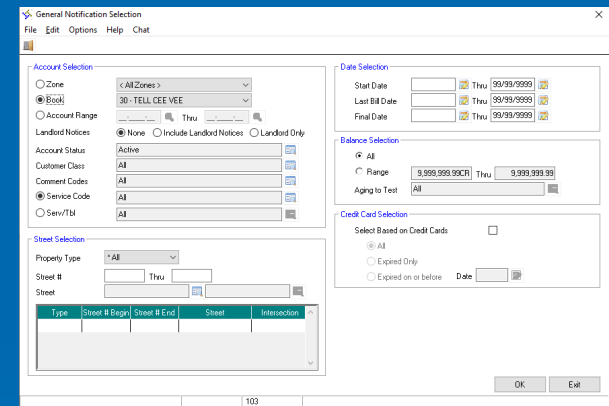 General Notification Selection
File Edit Options Help Chat
Account Selection
Zone < All Zones >
Book 30 - TELL CEE VEE
Account Range __-____-__ Thru __-____-__
Landlord Notices None Include Landlord Notices Landlord Only
Account Status Active
Customer Class All
Comment Codes All
Service Code All
Serv/Tbl All
Street Selection
Property Type * All
Street # Thru
Street
Type Street # Begin Street # End Street Intersection
Date Selection
Start Date Thru 99/99/9999
Last Bill Date Thru 99/99/9999
Final Date Thru 99/99/9999
Balance Selection
All
Range 9,999,999.99CR Thru 9,999,999.99
Aging to Test All
Credit Card Selection
Select Based on Credit Cards
All
Expired Only
Expired on or before Date
OK Exit
103